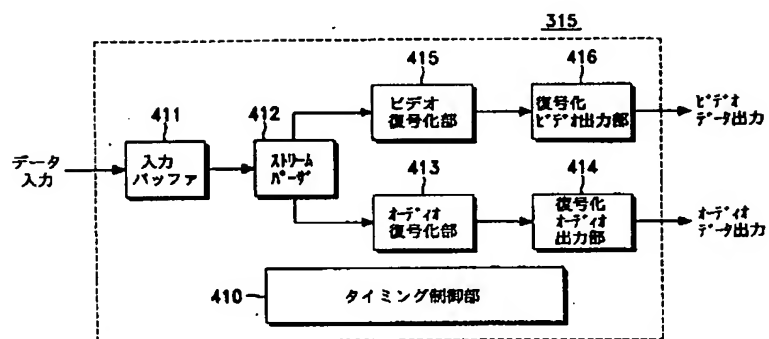 315
415
416
ビデオ
復号化部
復号化
ビデオ出力部
ビデオ
データ出力
411
412
データ
入力
入力
バッファ
ストリーム
パーザ
413
414
オーディオ
復号化部
復号化
オーディオ
出力部
オーディオ
データ出力
410
タイミング制御部